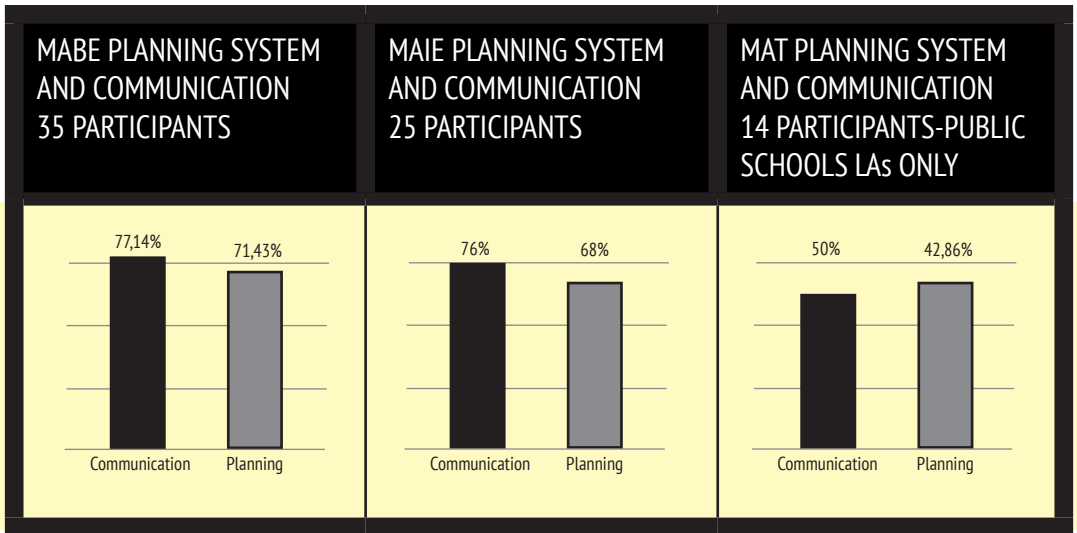 MABE PLANNING SYSTEM
AND COMMUNICATION
35 PARTICIPANTS
MAIE PLANNING SYSTEM
AND COMMUNICATION
25 PARTICIPANTS
MAT PLANNING SYSTEM
AND COMMUNICATION
14 PARTICIPANTS-PUBLIC
SCHOOLS LAs ONLY
77,14%
71,43%
Communication
Planning
76%
68%
Communication
Planning
50%
42,86%
Communication
Planning